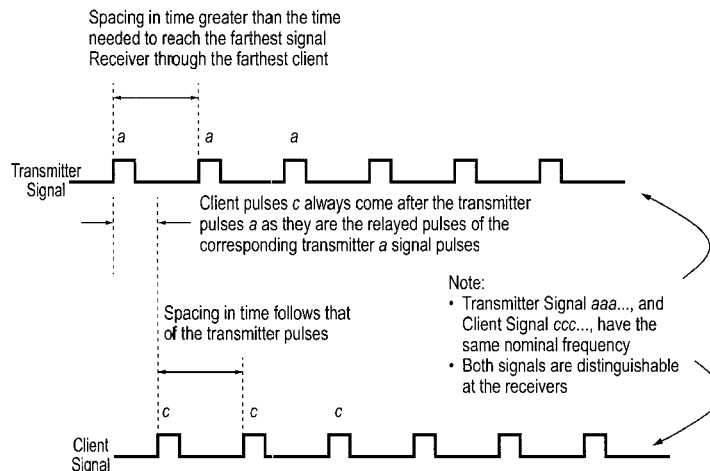 Spacing in time greater than the time
needed to reach the farthest signal
Receiver through the farthest client
a a a
Transmitter
Signal
Client pulses c always come after the transmitter
pulses a as they are the relayed pulses of the
corresponding transmitter a signal pulses
Note:
• Transmitter Signal aaa..., and
Client Signal ccc..., have the
same nominal frequency
• Both signals are distinguishable
at the receivers
Spacing in time follows that
of the transmitter pulses
c c c
Client
Signal